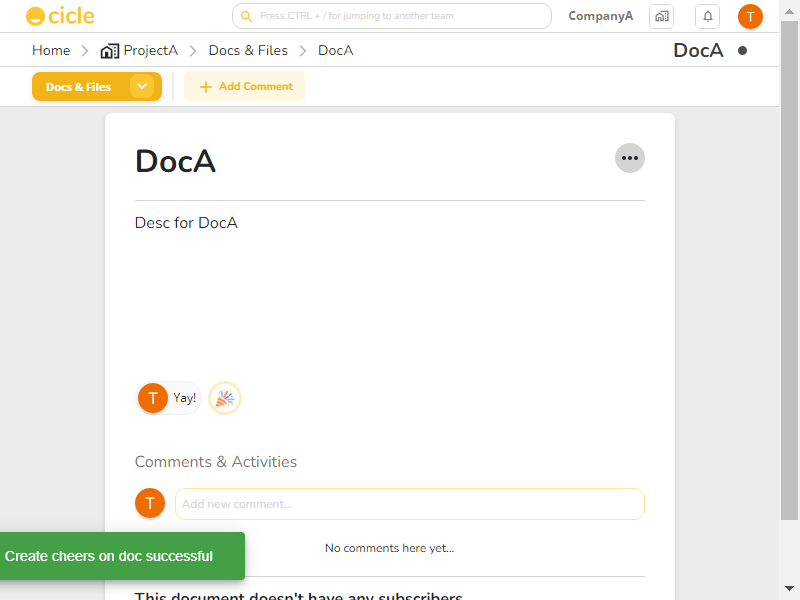 cicle
Press CTRL + / for jumping to another team
CompanyA
T
Home
ProjectA
Docs & Files
DocA
DocA
Docs & Files
Add Comment
DocA
Desc for DocA
T
Yay!
Comments & Activities
T
Add new comment...
No comments here yet...
Create cheers on doc successful
This document doesn't have any subscribers